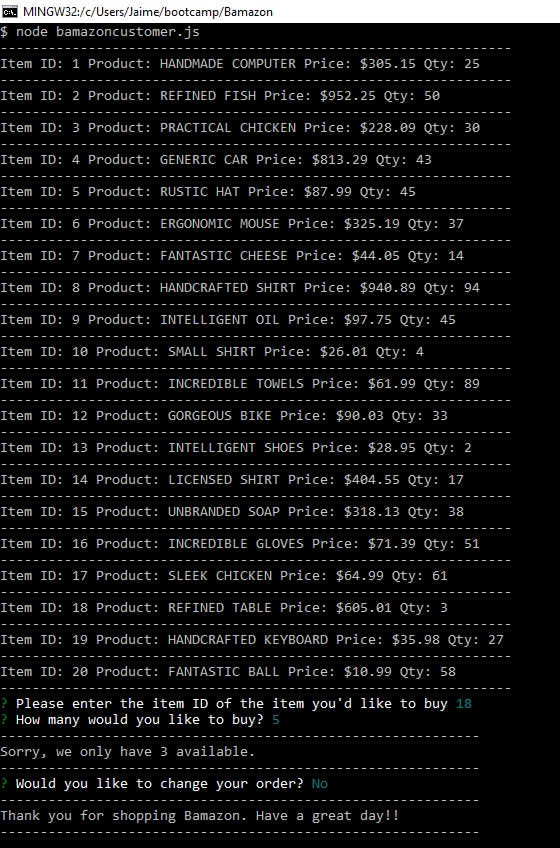 MINGW32:/c/Users/Jaime/bootcamp/Bamazon
$ node bamazoncustomer.js
----------------------------------------------------------------
Item ID: 1 Product: HANDMADE COMPUTER Price: $305.15 Qty: 25
----------------------------------------------------------------
Item ID: 2 Product: REFINED FISH Price: $952.25 Qty: 50
----------------------------------------------------------------
Item ID: 3 Product: PRACTICAL CHICKEN Price: $228.09 Qty: 30
----------------------------------------------------------------
Item ID: 4 Product: GENERIC CAR Price: $813.29 Qty: 43
----------------------------------------------------------------
Item ID: 5 Product: RUSTIC HAT Price: $87.99 Qty: 45
----------------------------------------------------------------
Item ID: 6 Product: ERGONOMIC MOUSE Price: $325.19 Qty: 37
----------------------------------------------------------------
Item ID: 7 Product: FANTASTIC CHEESE Price: $44.05 Qty: 14
----------------------------------------------------------------
Item ID: 8 Product: HANDCRAFTED SHIRT Price: $940.89 Qty: 94
----------------------------------------------------------------
Item ID: 9 Product: INTELLIGENT OIL Price: $97.75 Qty: 45
----------------------------------------------------------------
Item ID: 10 Product: SMALL SHIRT Price: $26.01 Qty: 4
----------------------------------------------------------------
Item ID: 11 Product: INCREDIBLE TOWELS Price: $61.99 Qty: 89
----------------------------------------------------------------
Item ID: 12 Product: GORGEOUS BIKE Price: $90.03 Qty: 33
----------------------------------------------------------------
Item ID: 13 Product: INTELLIGENT SHOES Price: $28.95 Qty: 2
----------------------------------------------------------------
Item ID: 14 Product: LICENSED SHIRT Price: $404.55 Qty: 17
----------------------------------------------------------------
Item ID: 15 Product: UNBRANDED SOAP Price: $318.13 Qty: 38
----------------------------------------------------------------
Item ID: 16 Product: INCREDIBLE GLOVES Price: $71.39 Qty: 51
----------------------------------------------------------------
Item ID: 17 Product: SLEEK CHICKEN Price: $64.99 Qty: 61
----------------------------------------------------------------
Item ID: 18 Product: REFINED TABLE Price: $605.01 Qty: 3
----------------------------------------------------------------
Item ID: 19 Product: HANDCRAFTED KEYBOARD Price: $35.98 Qty: 27
----------------------------------------------------------------
Item ID: 20 Product: FANTASTIC BALL Price: $10.99 Qty: 58
----------------------------------------------------------------
? Please enter the item ID of the item you'd like to buy 18
? How many would you like to buy? 5
------------------------------------------------------------
Sorry, we only have 3 available.
------------------------------------------------------------
? Would you like to change your order? No
------------------------------------------------------------
Thank you for shopping Bamazon. Have a great day!!
------------------------------------------------------------